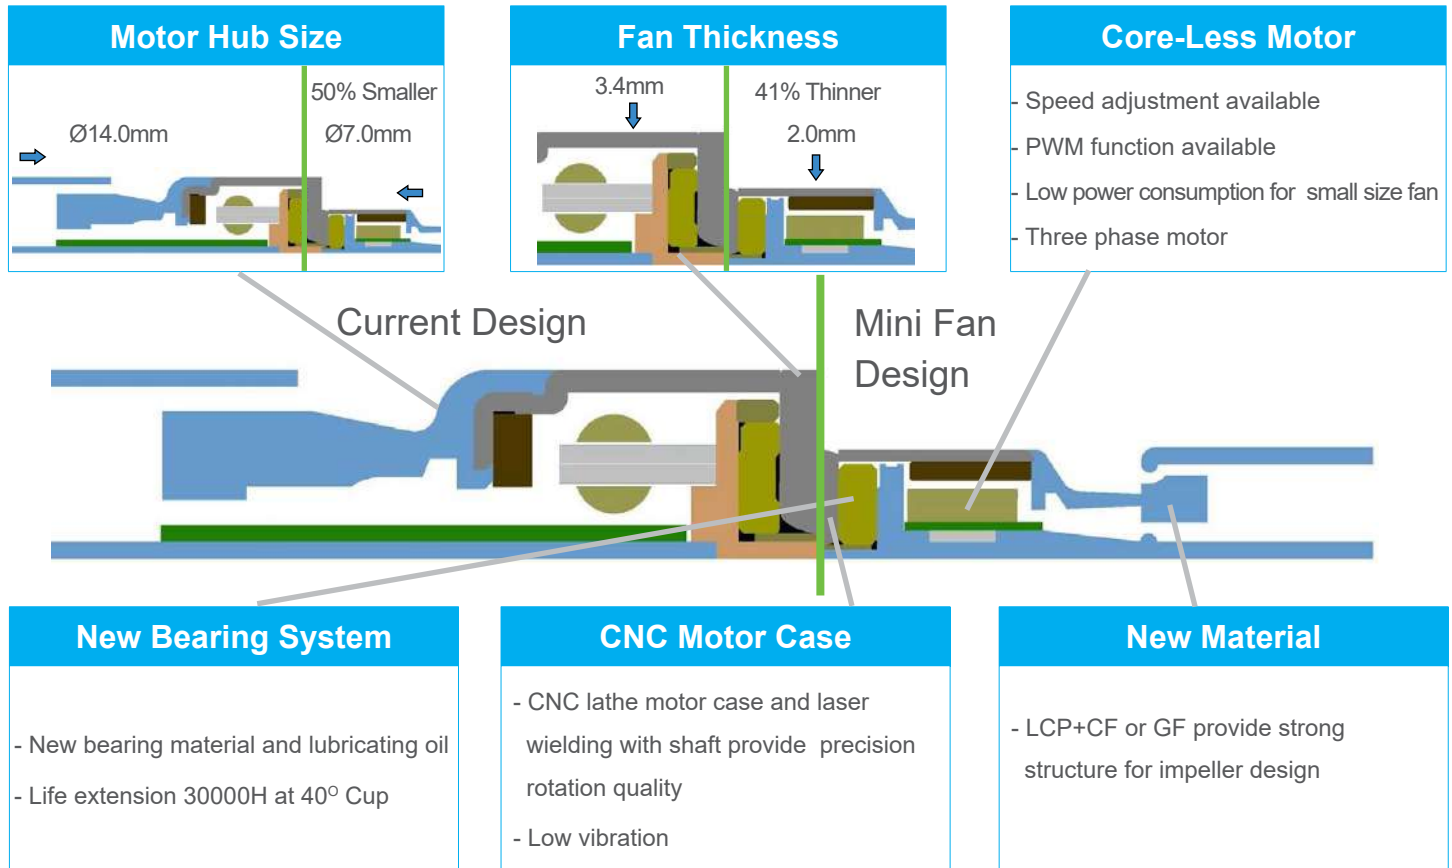 Motor Hub Size
50% Smaller
Ø14.0mm
Ø7.0mm
Fan Thickness
3.4mm
41% Thinner
2.0mm
Core-Less Motor
- Speed adjustment available
- PWM function available
- Low power consumption for small size fan
- Three phase motor
Current Design
Mini Fan
Design
New Bearing System
- New bearing material and lubricating oil
- Life extension 30000H at 40⁰ Cup
CNC Motor Case
- CNC lathe motor case and laser
wielding with shaft provide precision
rotation quality
- Low vibration
New Material
- LCP+CF or GF provide strong
structure for impeller design